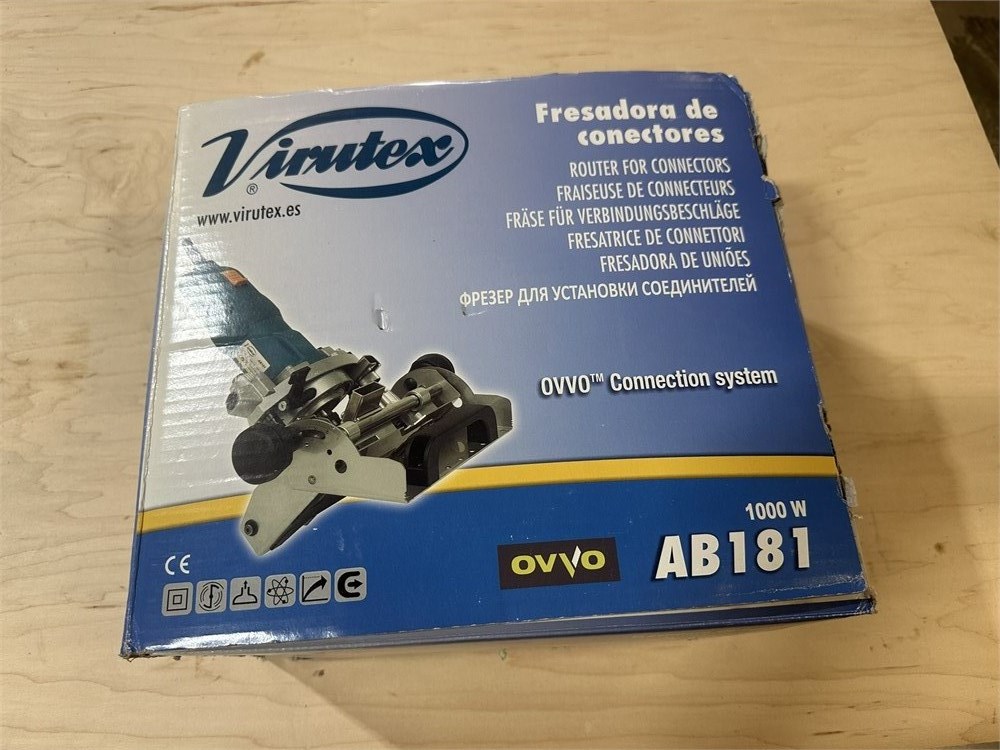 Virutex
®
www.virutex.es
Fresadora de
conectores
ROUTER FOR CONNECTORS
FRAISEUSE DE CONNECTEURS
FRÄSE FÜR VERBINDUNGSBESCHLÄGE
FRESATRICE DE CONNETTORI
FRESADORA DE UNIÕES
ФРЕЗЕР ДЛЯ УСТАНОВКИ СОЕДИНИТЕЛЕЙ
OVVO™ Connection system
1000 W
AB181
OVVO
CE